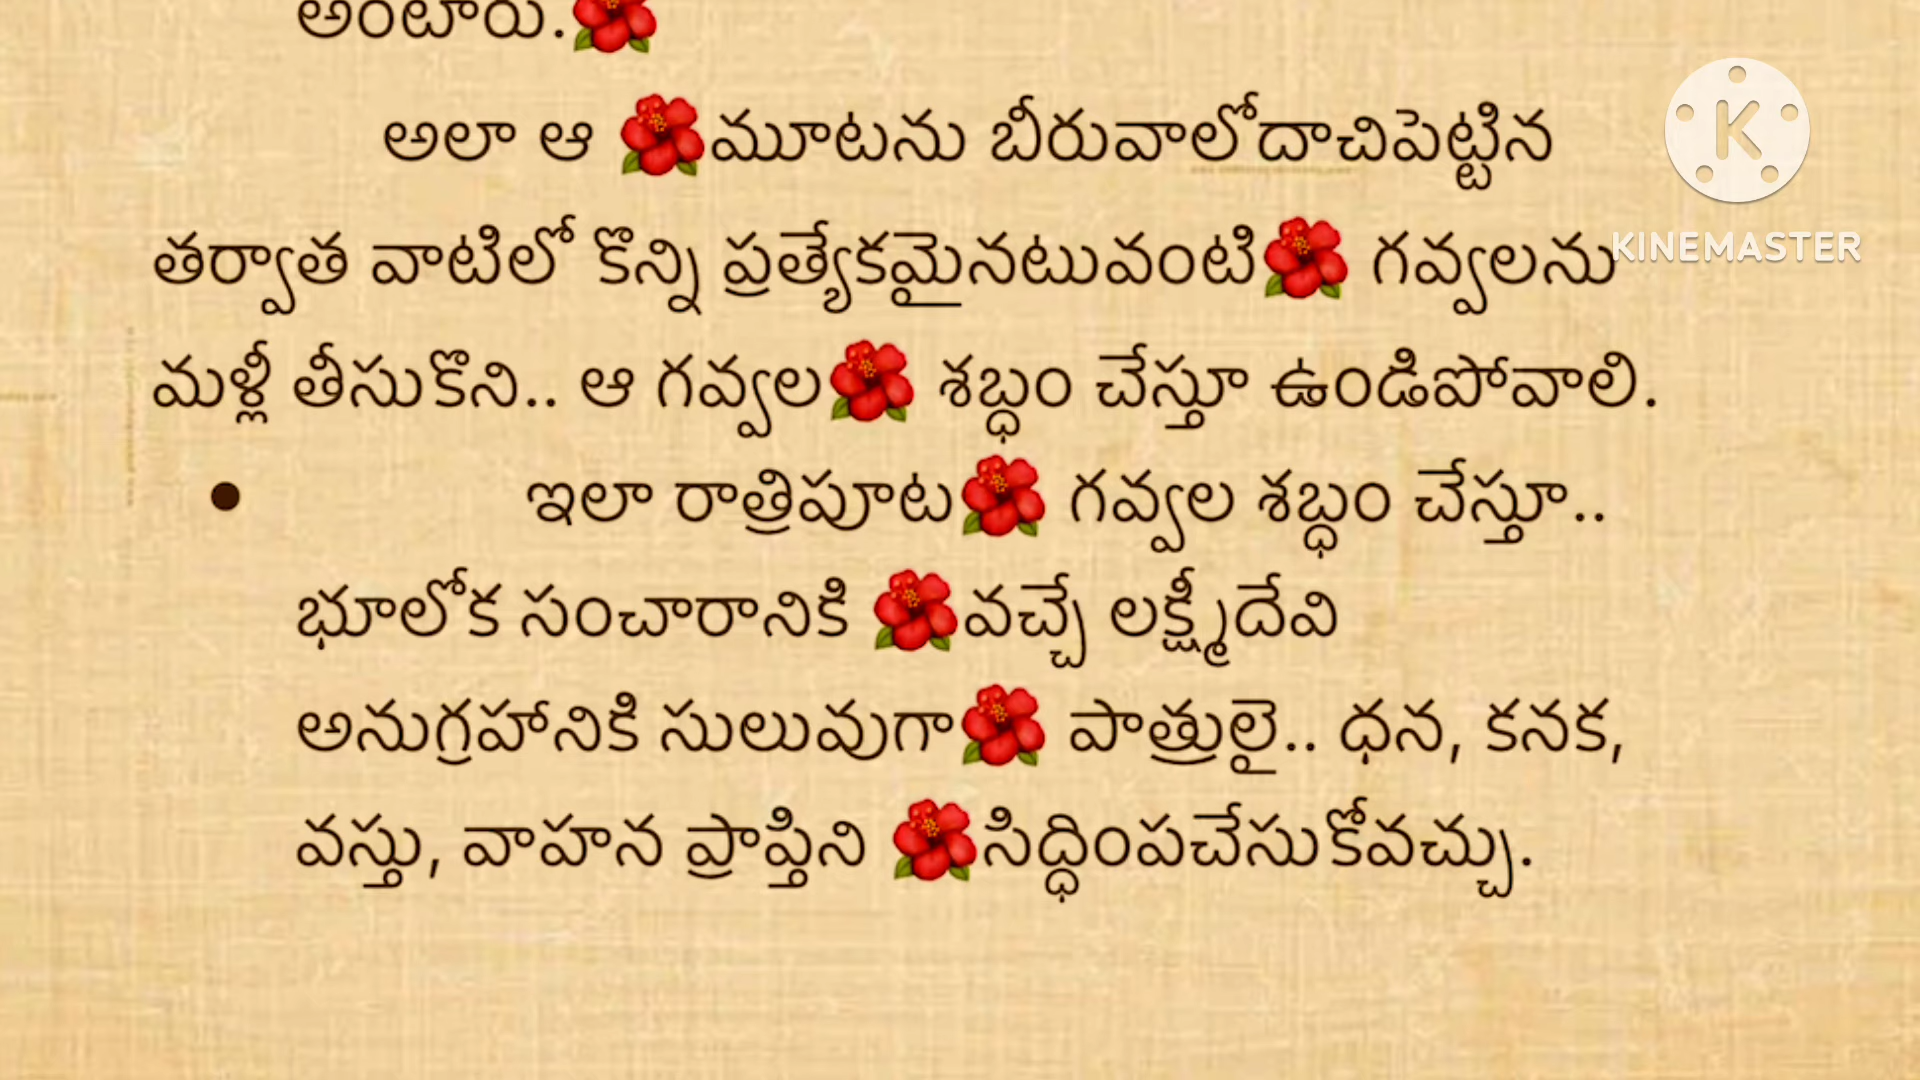 అంటారు.🌺
అలా ఆ 🌺మూటను బీరువాలోదాచిపెట్టిన
తర్వాత వాటిలో కొన్ని ప్రత్యేకమైనటువంటి🌺 గవ్వలను
మళ్లీ తీసుకొని.. ఆ గవ్వల🌺 శబ్ధం చేస్తూ ఉండిపోవాలి.
• ఇలా రాత్రిపూట🌺 గవ్వల శబ్ధం చేస్తూ..
భూలోక సంచారానికి 🌺వచ్చే లక్ష్మీదేవి
అనుగ్రహానికి సులువుగా🌺 పాత్రులై.. ధన, కనక,
వస్తు, వాహన ప్రాప్తిని 🌺సిద్ధింపచేసుకోవచ్చు.
K
KINEMASTER